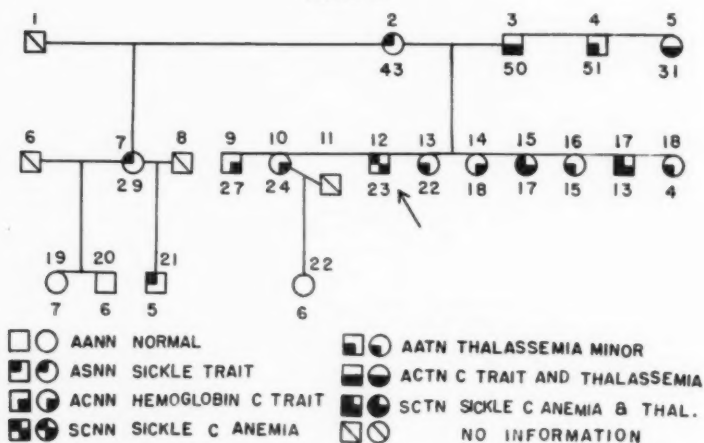 1 2 3 4 5
43 50 51 31
6 7 8 9 10 11 12 13 14 15 16 17 18
29 27 24 23 22 18 17 15 13 4
19 20 21 22
7 6 5 6
AANN NORMAL
ASNN SICKLE TRAIT
ACNN HEMOGLOBIN C TRAIT
SCNN SICKLE C ANEMIA
AATN THALASSEMIA MINOR
ACTN C TRAIT AND THALASSEMIA
SCTN SICKLE C ANEMIA & THAL.
NO INFORMATION